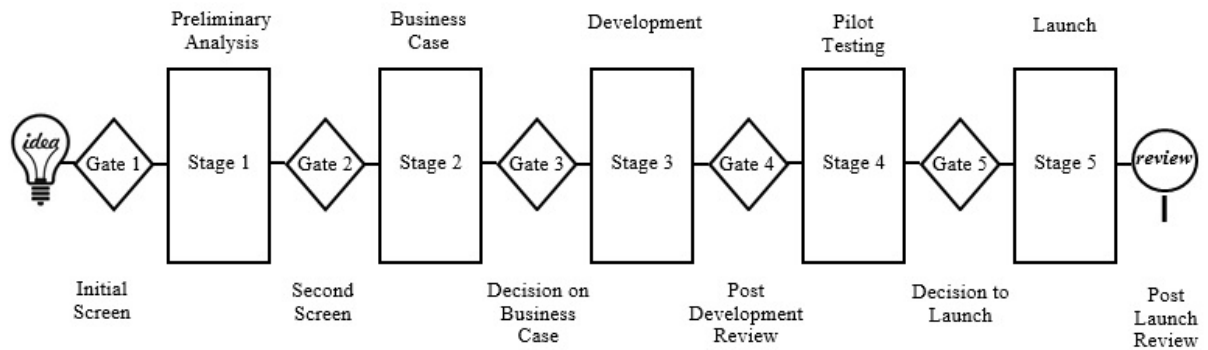 Preliminary
Analysis
Business
Case
Development
Pilot
Testing
Launch
idea
Gate 1
Stage 1
Gate 2
Stage 2
Gate 3
Stage 3
Gate 4
Stage 4
Gate 5
Stage 5
review
Initial
Screen
Second
Screen
Decision on
Business
Case
Post
Development
Review
Decision to
Launch
Post
Launch
Review